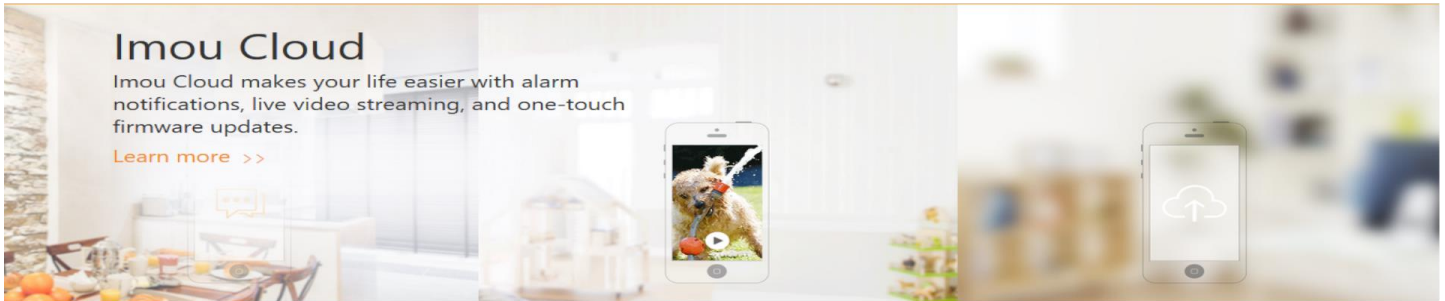 Imou Cloud
Imou Cloud makes your life easier with alarm
notifications, live video streaming, and one-touch
firmware updates.
Learn more >>